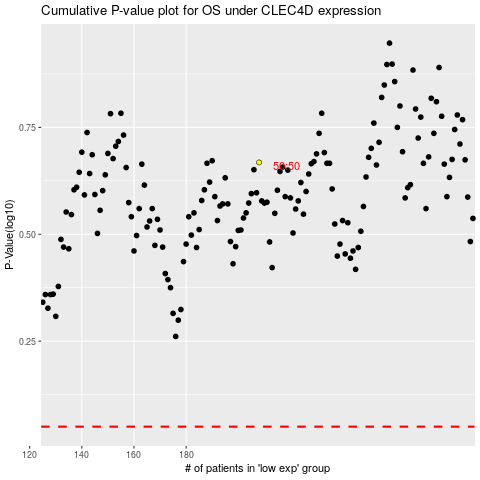 Cumulative P-value plot for OS under CLEC4D expression
P-Value(log10)
0.75
0.50
0.25
50:50
120
140
160
180
# of patients in 'low exp' group